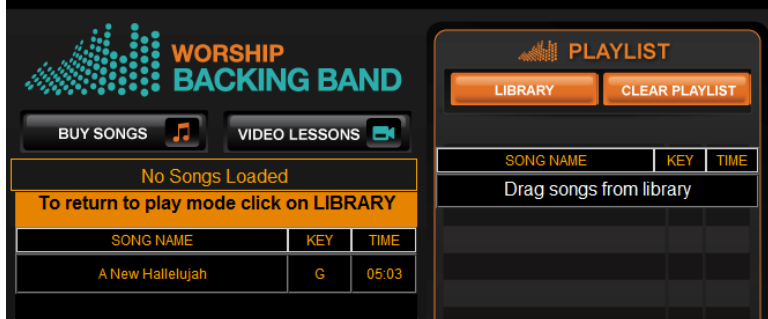 WORSHIP
BACKING BAND
BUY SONGS
VIDEO LESSONS
No Songs Loaded
To return to play mode click on LIBRARY
SONG NAME KEY TIME
A New Hallelujah G 05:03
PLAYLIST
LIBRARY CLEAR PLAYLIST
SONG NAME KEY TIME
Drag songs from library